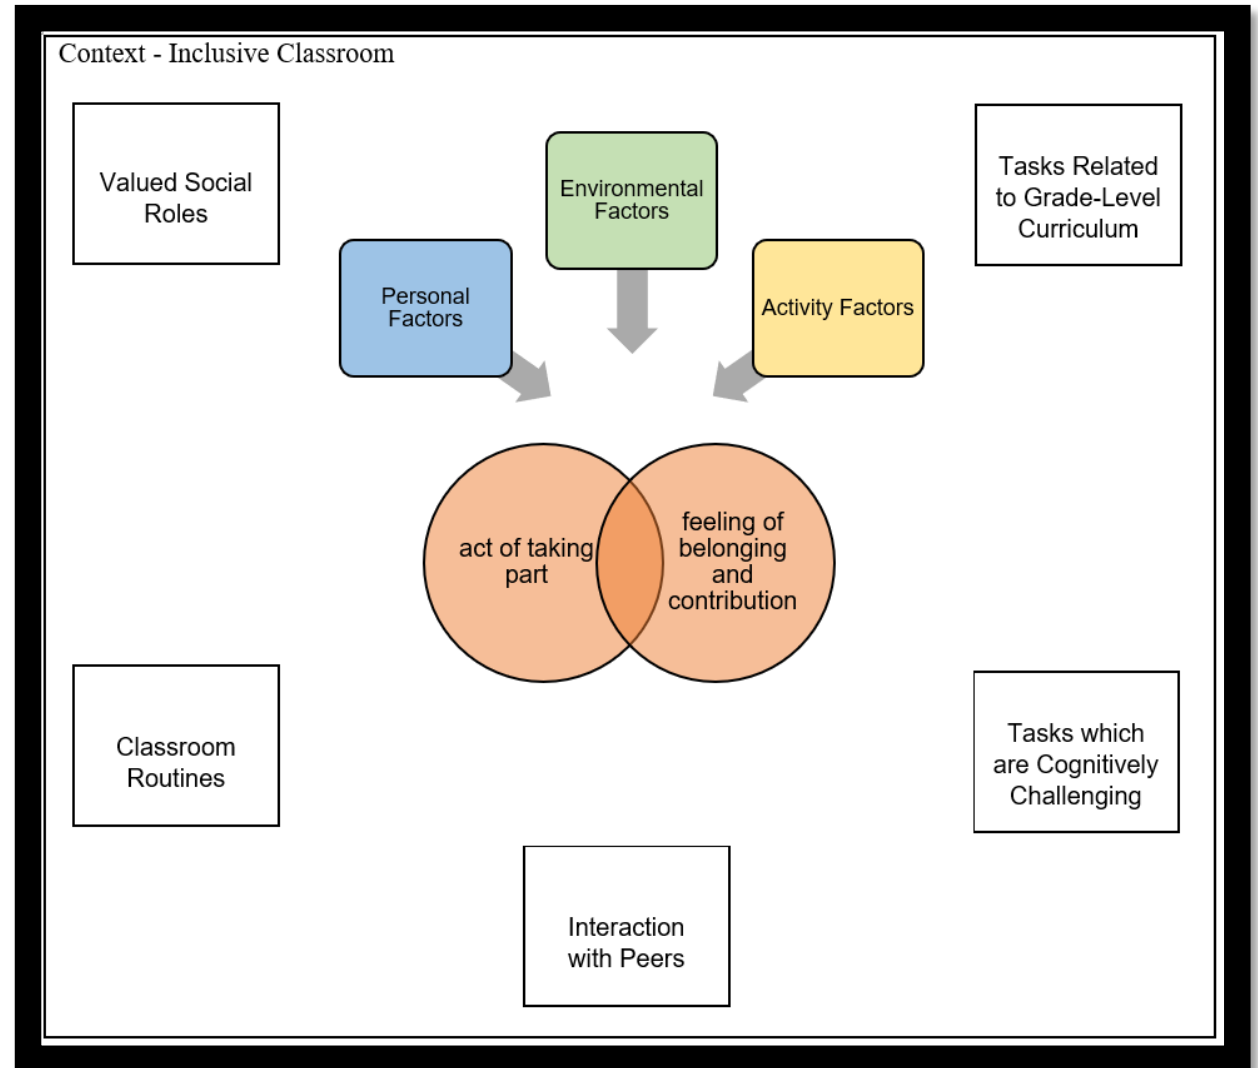 Context - Inclusive Classroom
Valued Social
Roles
Environmental
Factors
Tasks Related
to Grade-Level
Curriculum
Personal
Factors
Activity Factors
act of taking
part
feeling of
belonging
and
contribution
Classroom
Routines
Tasks which
are Cognitively
Challenging
Interaction
with Peers